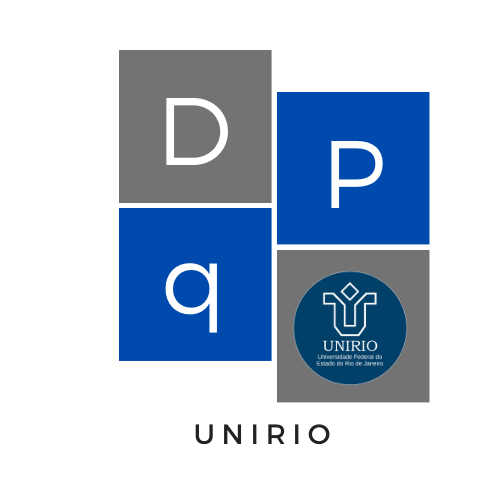 D
P
q
UNIRIO
Universidade Federal do
Estado do Rio de Janeiro
UNIRIO